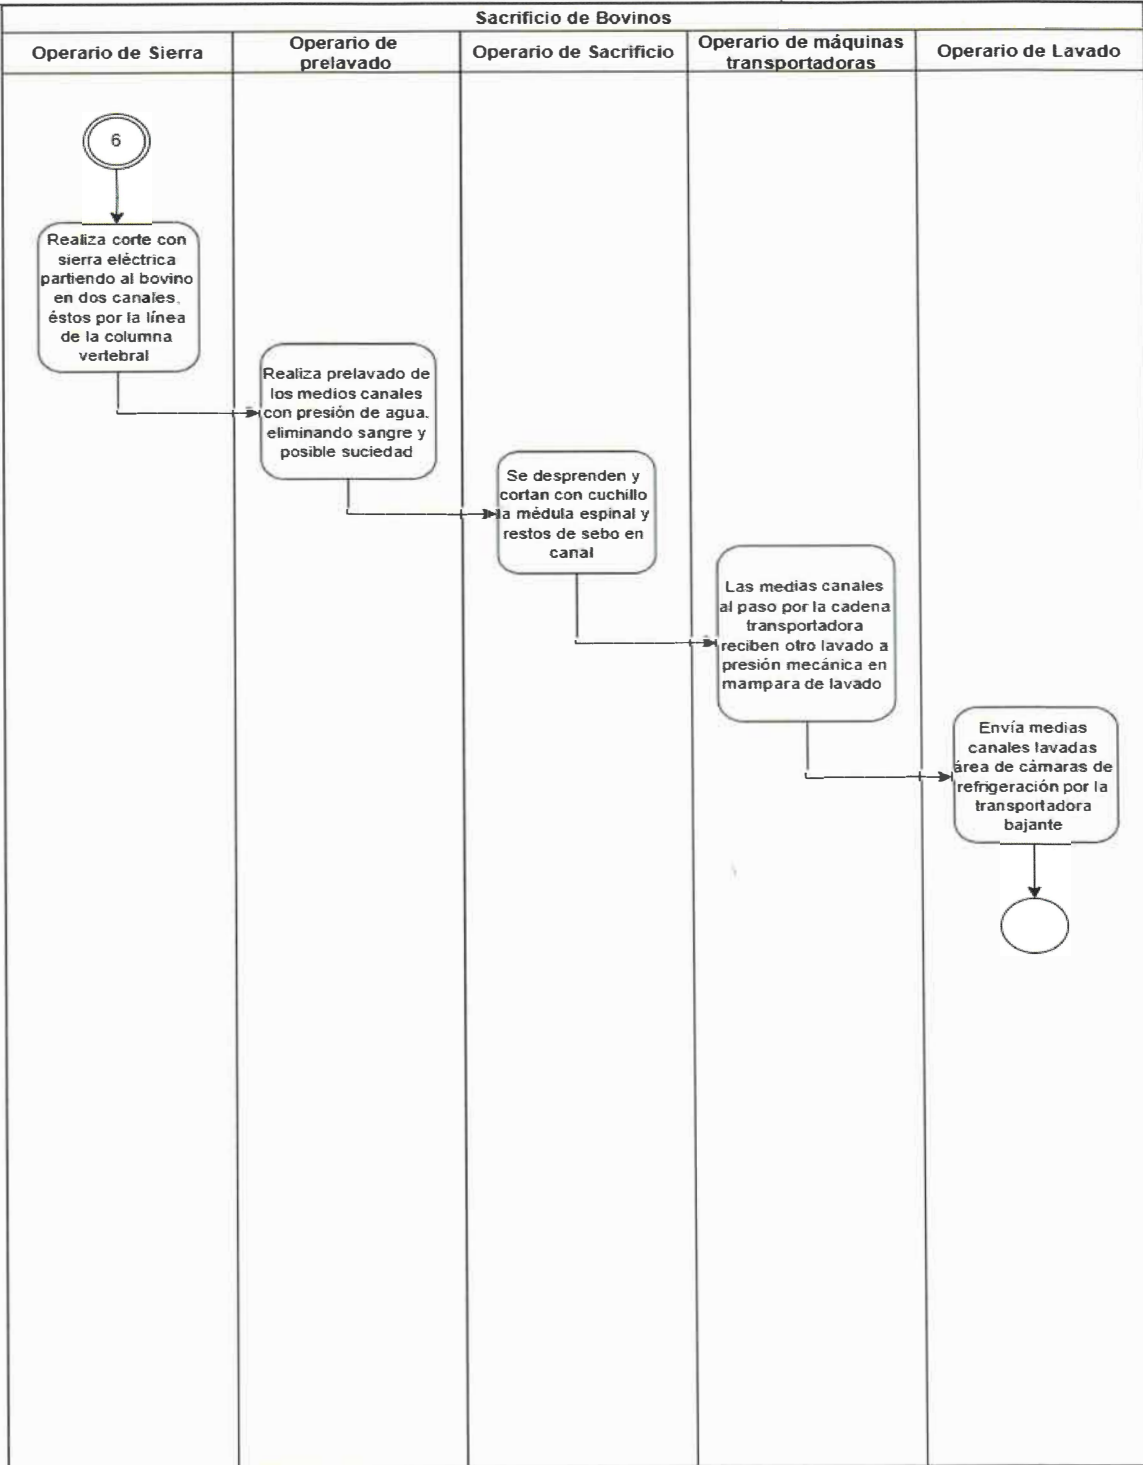 Sacrificio de Bovinos
Operario de Sierra
Operario de
prelavado
Operario de Sacrificio
Operario de máquinas
transportadoras
Operario de Lavado
6
Realiza corte con
sierra eléctrica
partiendo al bovino
en dos canales,
éstos por la línea
de la columna
vertebral
Realiza prelavado de
los medios canales
con presión de agua,
eliminando sangre y
posible suciedad
Se desprenden y
cortan con cuchillo
la médula espinal y
restos de sebo en
canal
Las medias canales
al paso por la cadena
transportadora
reciben otro lavado a
presión mecánica en
mampara de lavado
Envía medias
canales lavadas
área de cámaras de
refrigeración por la
transportadora
bajante